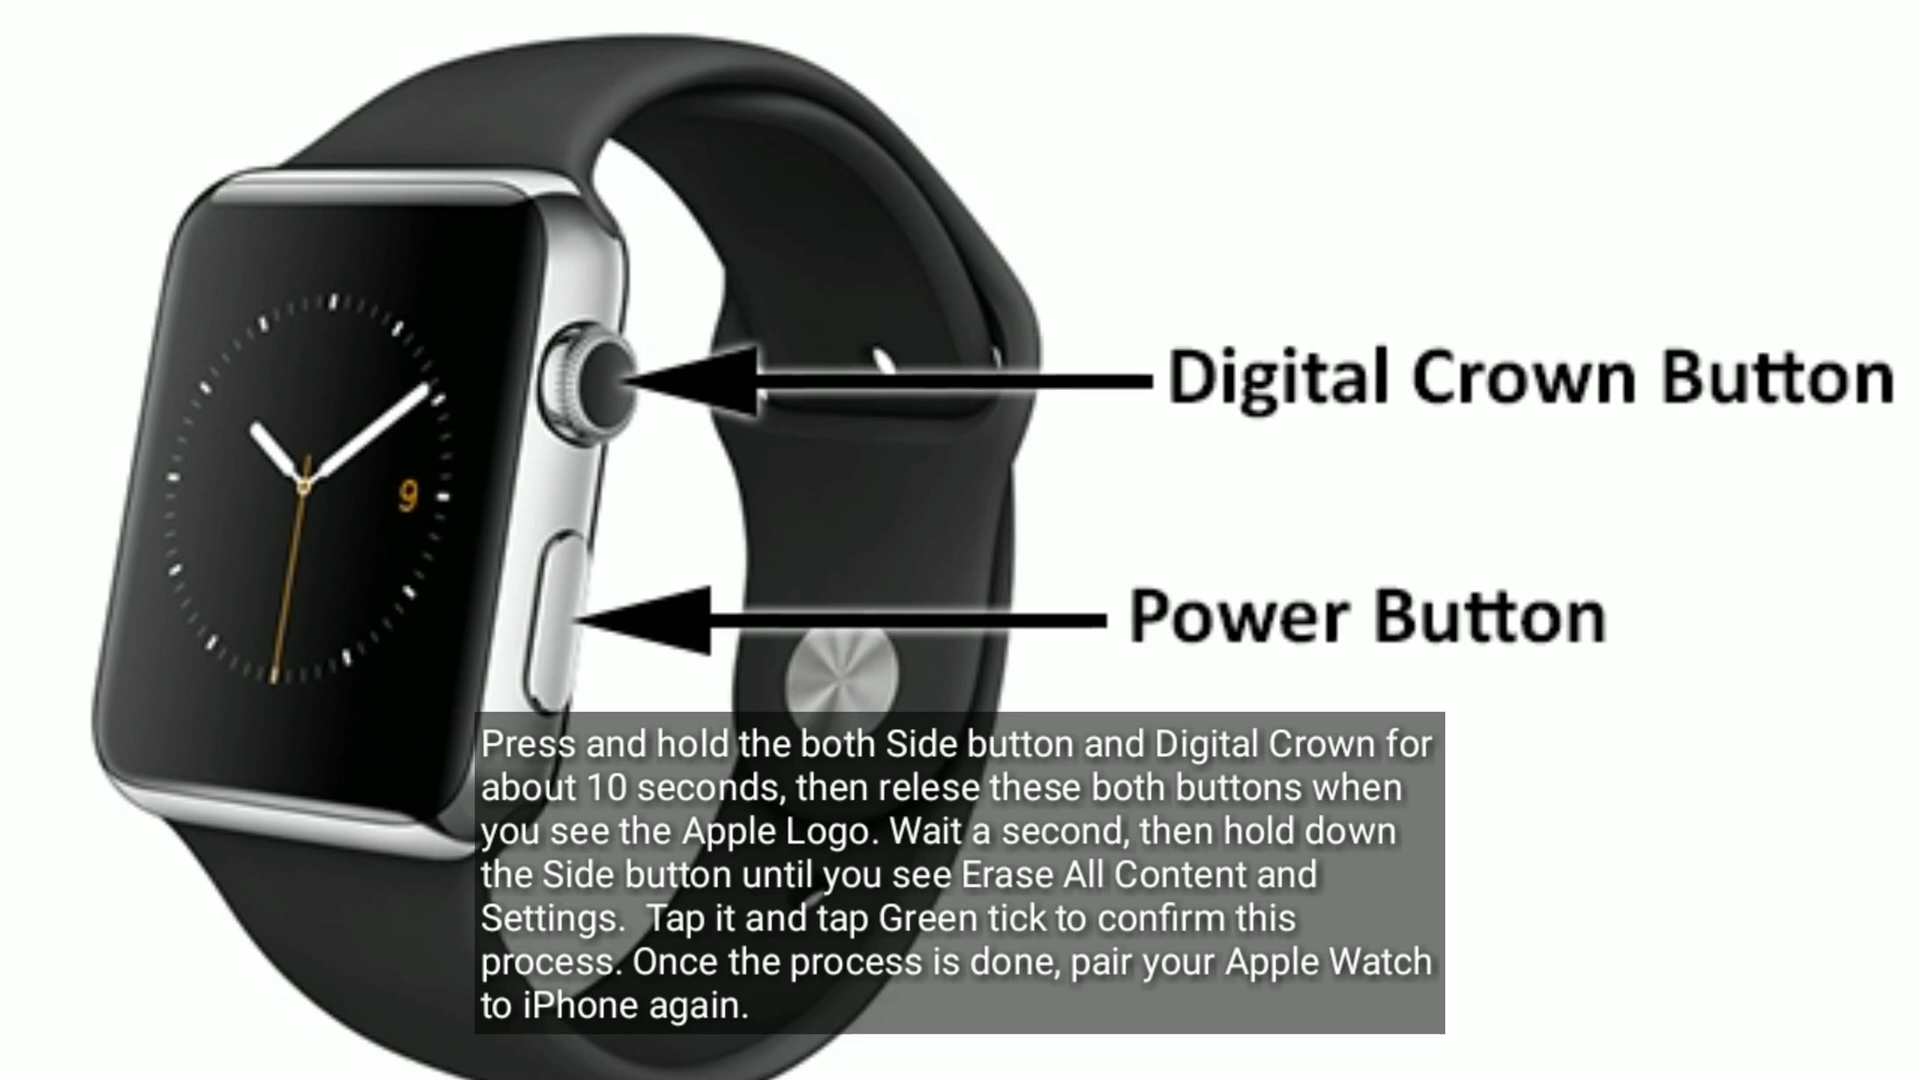 9
Digital Crown Button
Power Button
Press and hold the both Side button and Digital Crown for
about 10 seconds, then relese these both buttons when
you see the Apple Logo. Wait a second, then hold down
the Side button until you see Erase All Content and
Settings.  Tap it and tap Green tick to confirm this
process. Once the process is done, pair your Apple Watch
to iPhone again.